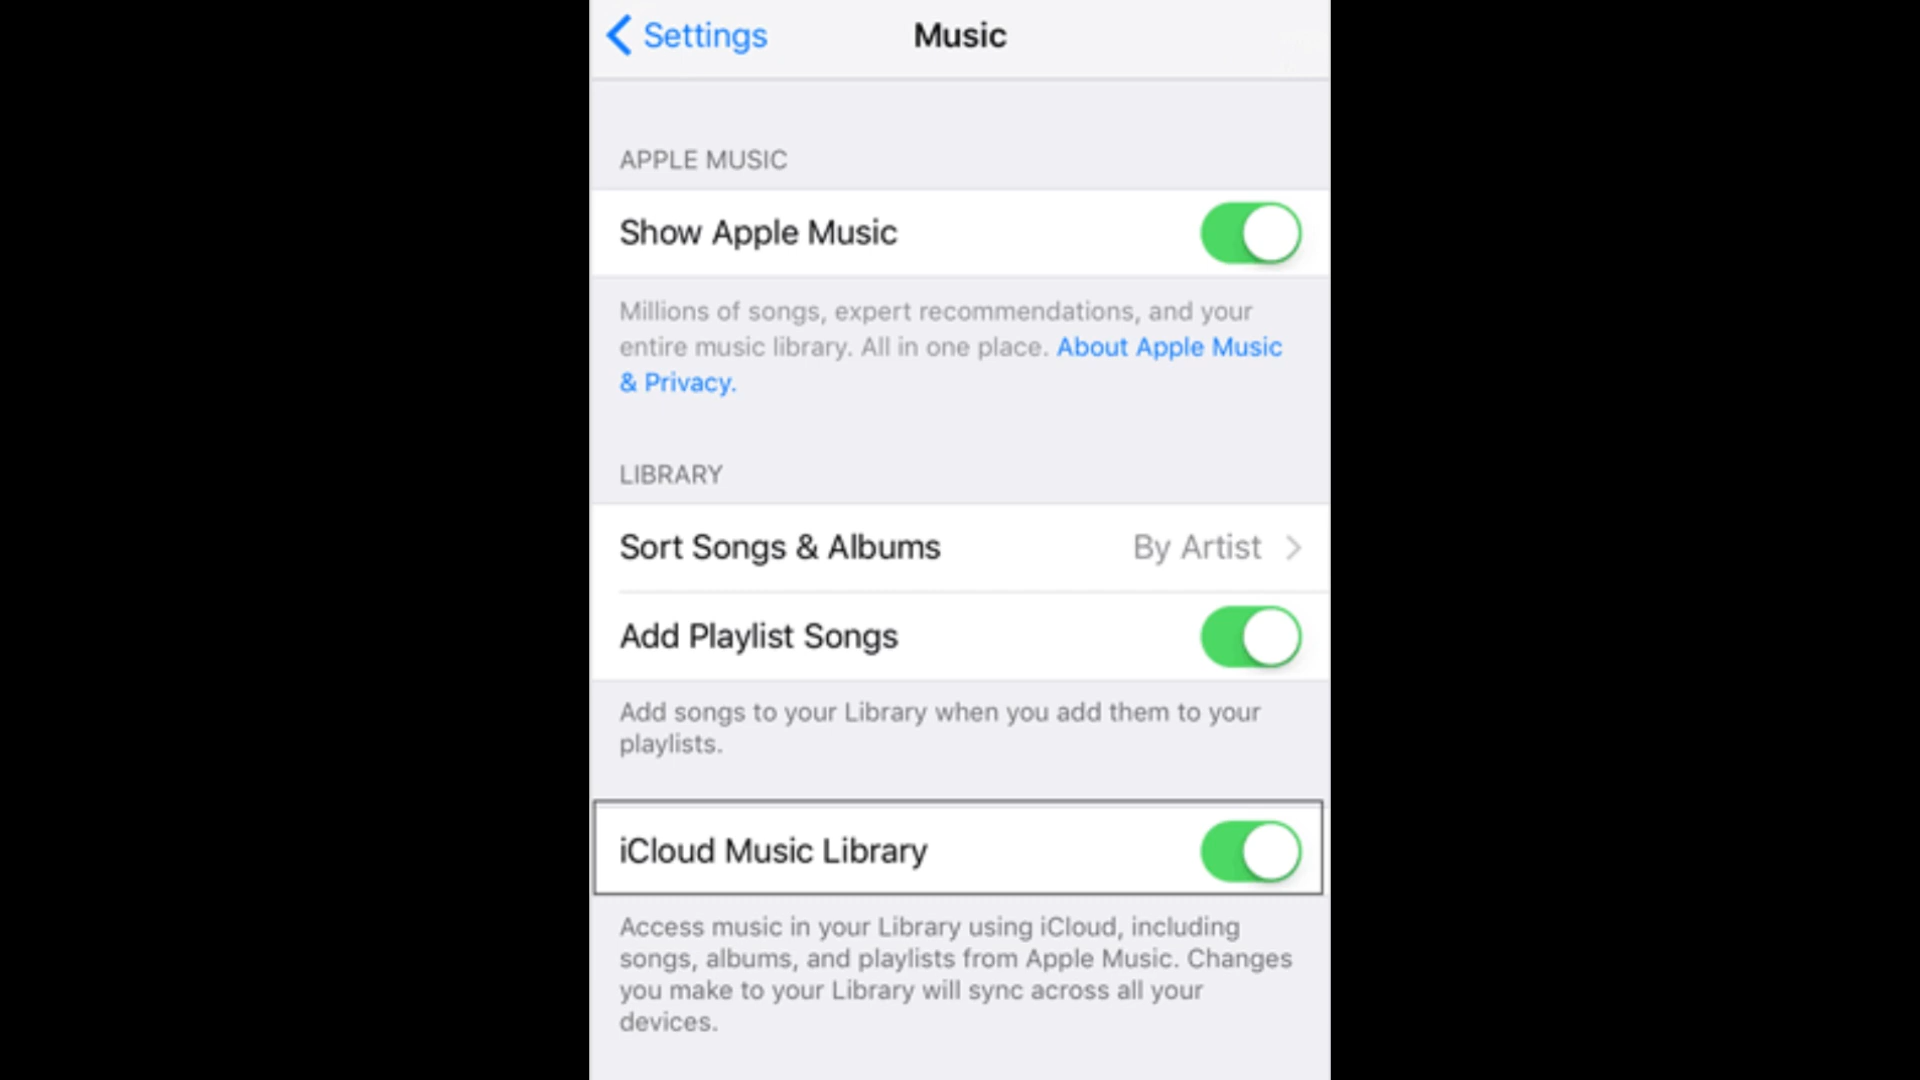 Settings
Music
APPLE MUSIC
Show Apple Music
Millions of songs, expert recommendations, and your
entire music library. All in one place. About Apple Music
& Privacy.
LIBRARY
Sort Songs & Albums By Artist
Add Playlist Songs
Add songs to your Library when you add them to your
playlists.
iCloud Music Library
Access music in your Library using iCloud, including
songs, albums, and playlists from Apple Music. Changes
you make to your Library will sync across all your
devices.